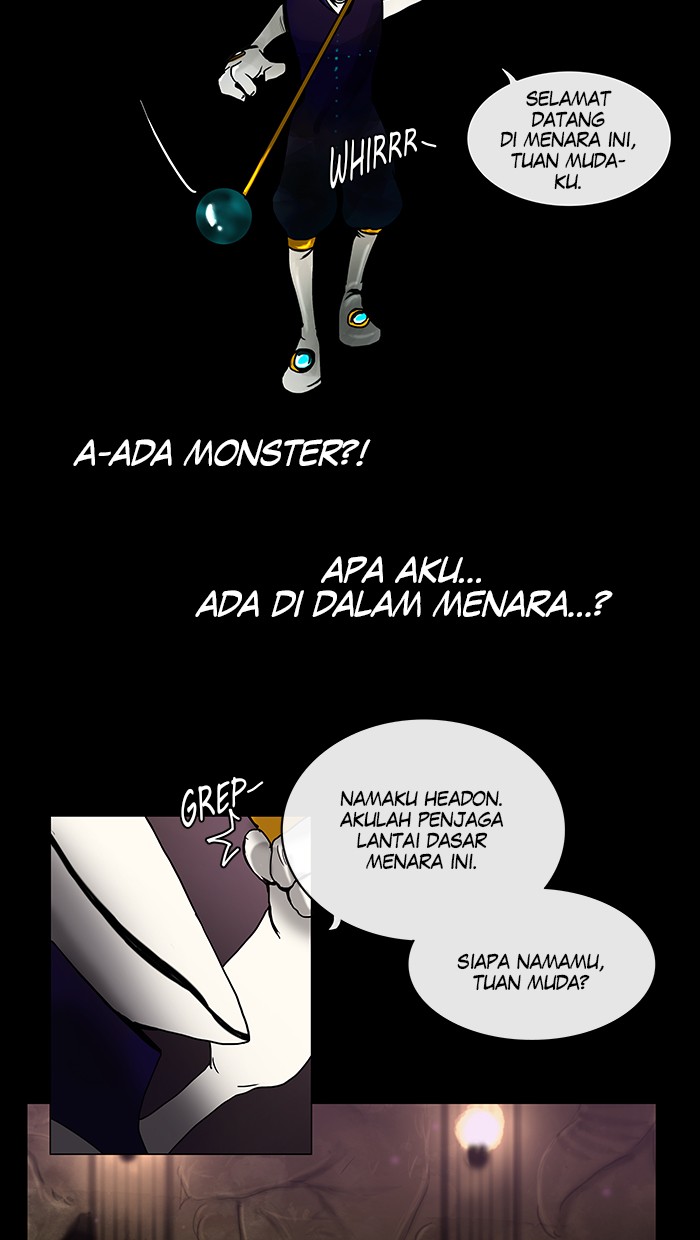 SELAMAT
DATANG
DI MENARA INI,
TUAN MUDA-
KU.
WHIRRR~
A-ADA MONSTER?!
APA AKU...
ADA DI DALAM MENARA...?
GREP~
NAMAKU HEADON.
AKULAH PENJAGA
LANTAI DASAR
MENARA INI.
SIAPA NAMAMU,
TUAN MUDA?